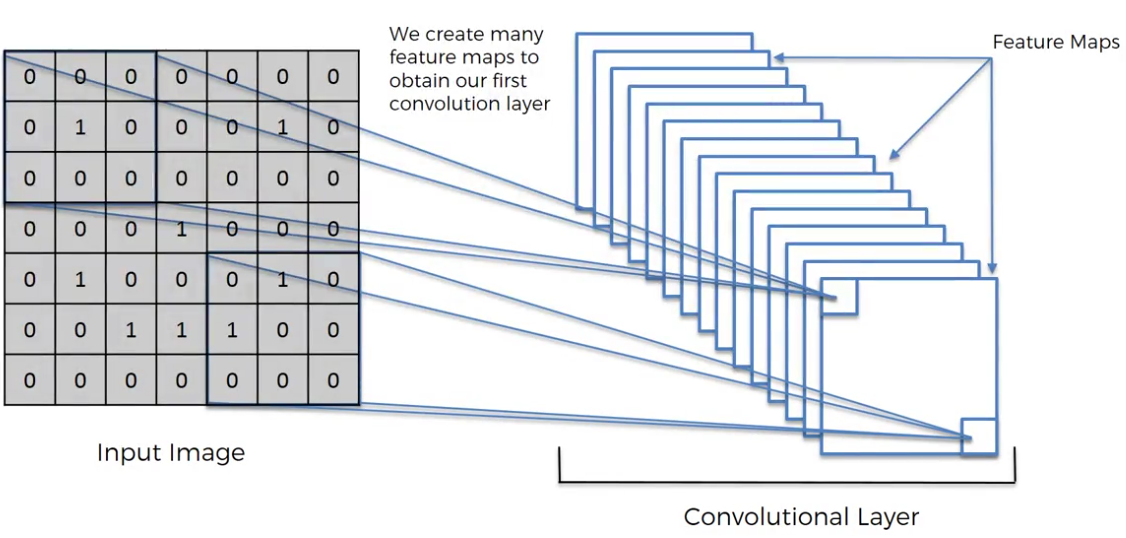 We create many
feature maps to
obtain our first
convolution layer
Feature Maps
0 0 0 0 0 0 0
0 1 0 0 0 1 0
0 0 0 0 0 0 0
0 0 0 1 0 0 0
0 1 0 0 0 1 0
0 0 1 1 1 0 0
0 0 0 0 0 0 0
Input Image
Convolutional Layer